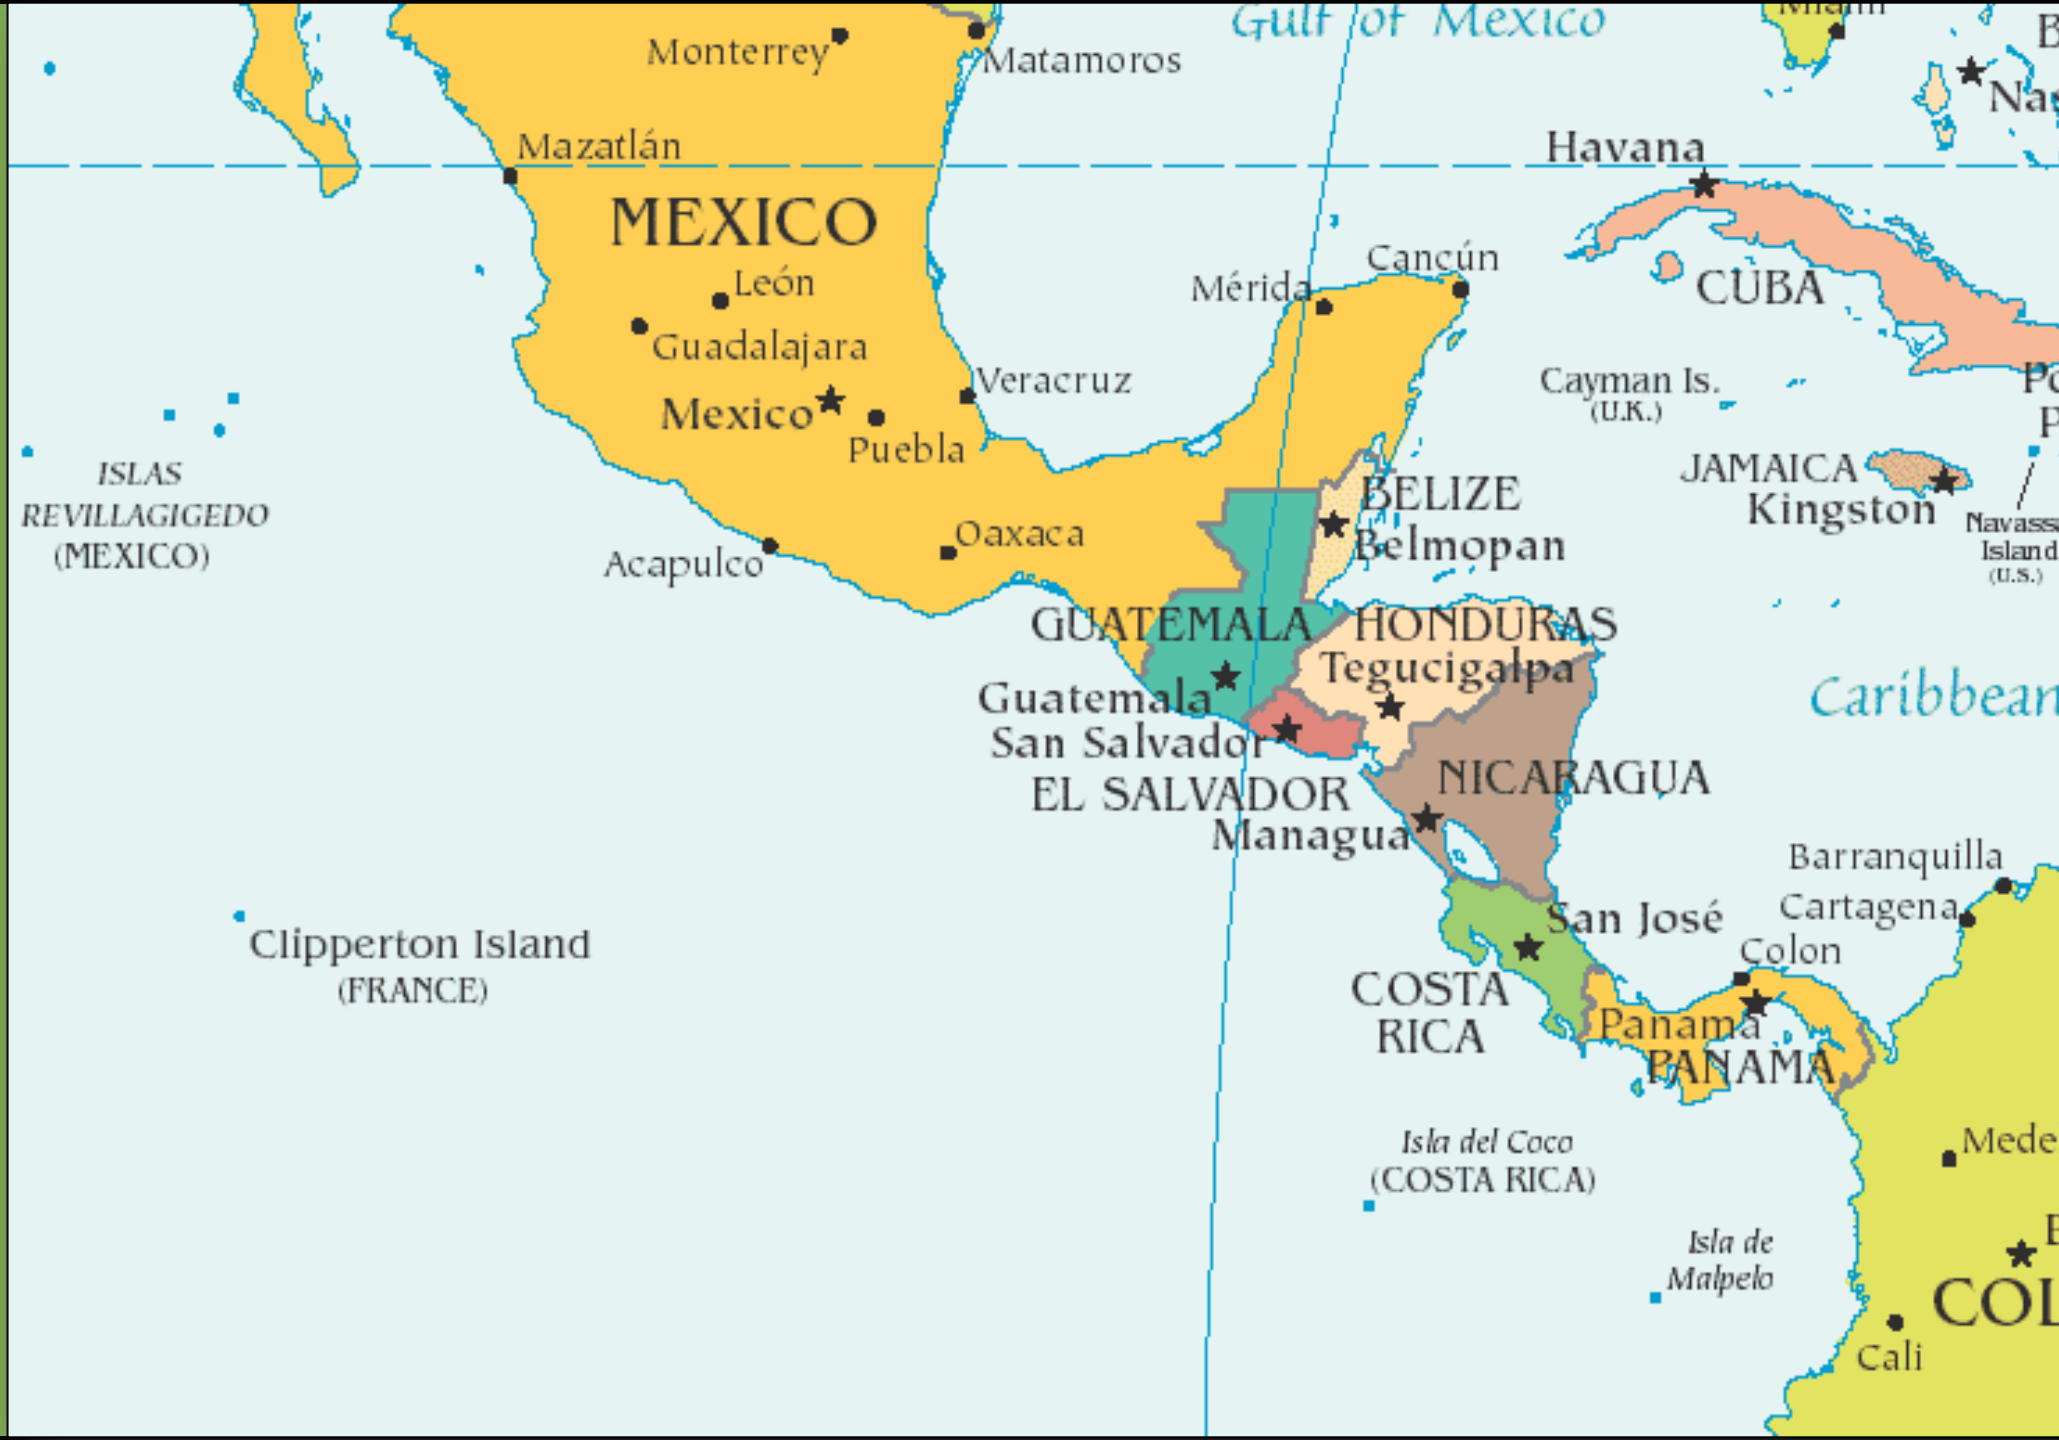 Gulf of Mexico
Miami
Monterrey
Matamoros
Mazatlán
Havana
MEXICO
León
Cancún
Mérida
CUBA
Guadalajara
Veracruz
Cayman Is.
(U.K.)
Mexico
Puebla
ISLAS
REVILLAGIGEDO
(MEXICO)
JAMAICA
Kingston
BELIZE
Belmopan
Oaxaca
Acapulco
Island
(U.S.)
GUATEMALA
HONDURAS
Tegucigalpa
Guatemala
San Salvador
EL SALVADOR
Caribbean
NICARAGUA
Managua
Barranquilla
Cartagena
San José
Colon
Clipperton Island
(FRANCE)
COSTA
RICA
Panama
PANAMA
Isla del Coco
(COSTA RICA)
Mede
Isla de
Malpelo
COL
Cali